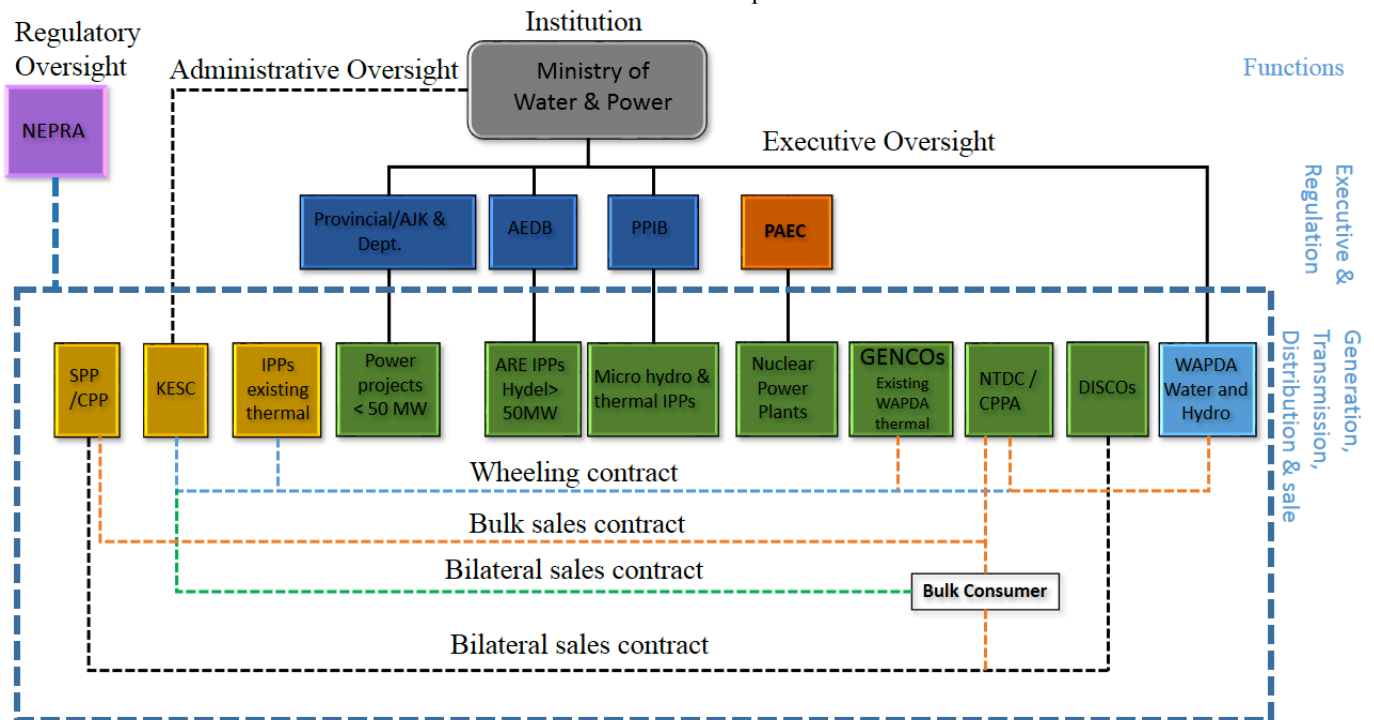 Institution
Regulatory
Oversight
Administrative Oversight
Ministry of
Water & Power
Functions
NEPRA
Executive Oversight
Executive &
Regulation
Provincial/AJK &
Dept.
AEDB
PPIB
PAEC
Generation,
Transmission,
Distribution & sale
SPP
/CPP
KESC
IPPs
existing
thermal
Power
projects
< 50 MW
ARE IPPs
Hydel>
50MW
Micro hydro &
thermal IPPs
Nuclear
Power
Plants
GENCOs
Existing
WAPDA
thermal
NTDC /
CPPA
DISCOs
WAPDA
Water and
Hydro
Wheeling contract
Bulk sales contract
Bilateral sales contract
Bulk Consumer
Bilateral sales contract